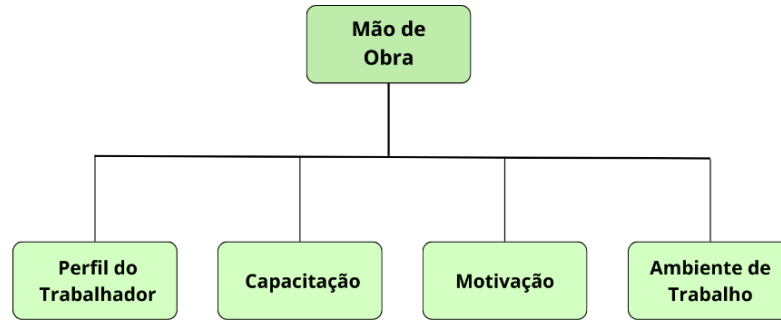 Mão de
Obra
Perfil do
Trabalhador
Capacitação
Motivação
Ambiente de
Trabalho